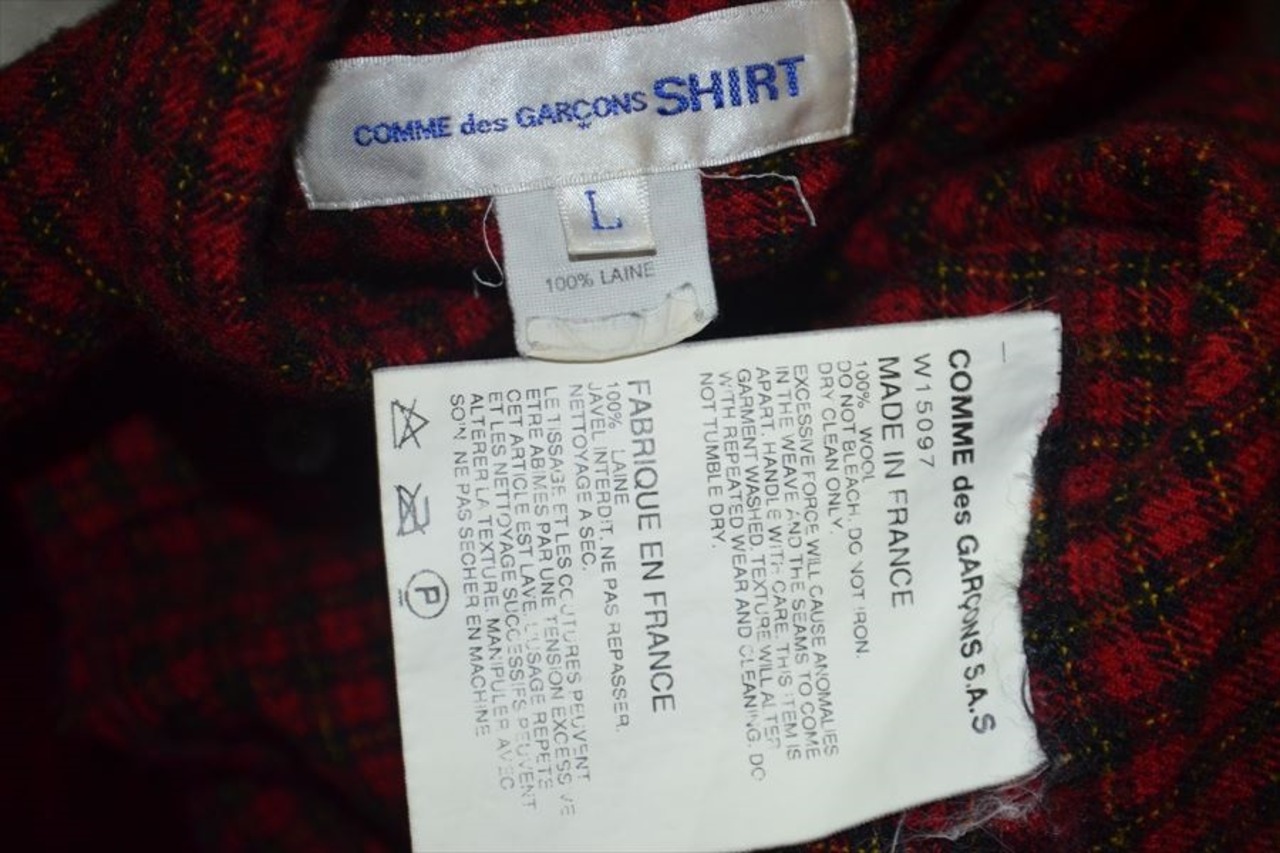 COMME des GARÇONS SHIRT
L
100% LAINE
COMME des GARÇONS S.A.S
W15097
MADE IN FRANCE
100% WOOL
DO NOT BLEACH. DO NOT IRON.
DRY CLEAN ONLY.
EXCESSIVE FORCE WILL CAUSE ANOMALIES
IN THE WEAVE AND THE SEAMS TO COME
APART. HANDLE WITH CARE. THIS ITEM IS
GARMENT WASHED. TEXTURE WILL ALTER
WITH REPEATED WEAR AND CLEANING. DO
NOT TUMBLE DRY.
FABRIQUE EN FRANCE
100% LAINE
JAVEL INTERDIT. NE PAS REPASSER.
NETTOYAGE A SEC.
LE TISSAGE ET LES COUTURES PEUVENT
ETRE ABIMES PAR UNE TENSION EXCESSIVE
CET ARTICLE EST LAVE. L'USAGE REPETE
ET LES NETTOYAGE SUCCESSIFS PEUVENT
ALTERER LA TEXTURE. MANIPULER AVEC
SOIN. NE PAS SECHER EN MACHINE
P